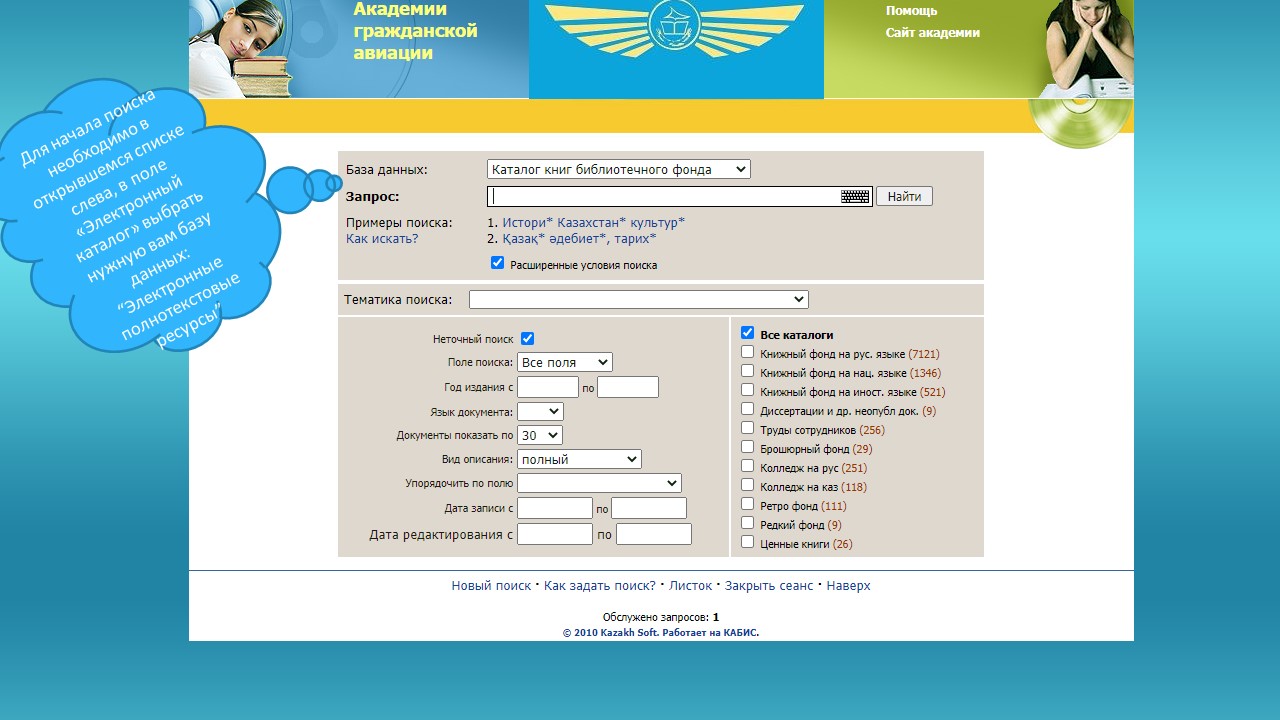 Академии
гражданской
авиации
Помощь
Сайт академии
Для начала поиска
необходимо в
открывшемся списке
слева, в поле
«Электронный
каталог» выбрать
нужную вам базу
данных:
“Электронные
полнотекстовые
ресурсы”
База данных: Каталог книг библиотечного фонда
Запрос: Найти
Примеры поиска: 1. Истори* Казахстан* культур*
Как искать? 2. Қазақ* әдебиет*, тарих*
Расширенные условия поиска
Тематика поиска:
Неточный поиск
Поле поиска: Все поля
Год издания с по
Язык документа:
Документы показать по 30
Вид описания: полный
Упорядочить по полю
Дата записи с по
Дата редактирования с по
Все каталоги
Книжный фонд на рус. языке (7121)
Книжный фонд на нац. языке (1346)
Книжный фонд на иност. языке (521)
Диссертации и др. неопубл док. (9)
Труды сотрудников (256)
Брошюрный фонд (29)
Колледж на рус (251)
Колледж на каз (118)
Ретро фонд (111)
Редкий фонд (9)
Ценные книги (26)
Новый поиск · Как задать поиск? · Листок · Закрыть сеанс · Наверх
Обслужено запросов: 1
© 2010 Kazakh Soft. Работает на КАБИС.